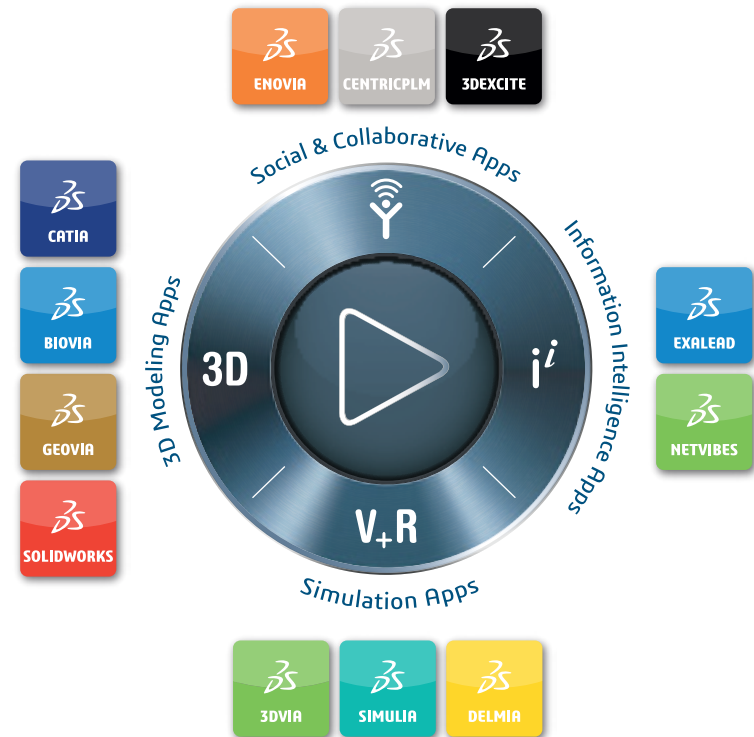 ENOVIA
CENTRICPLM
3DEXCITE
Social & Collaborative Apps
CATIA
BIOVIA
GEOVIA
SOLIDWORKS
3D Modeling Apps
3D
i i
V+R
Information Intelligence Apps
EXALEAD
NETVIBES
Simulation Apps
3DVIA
SIMULIA
DELMIA